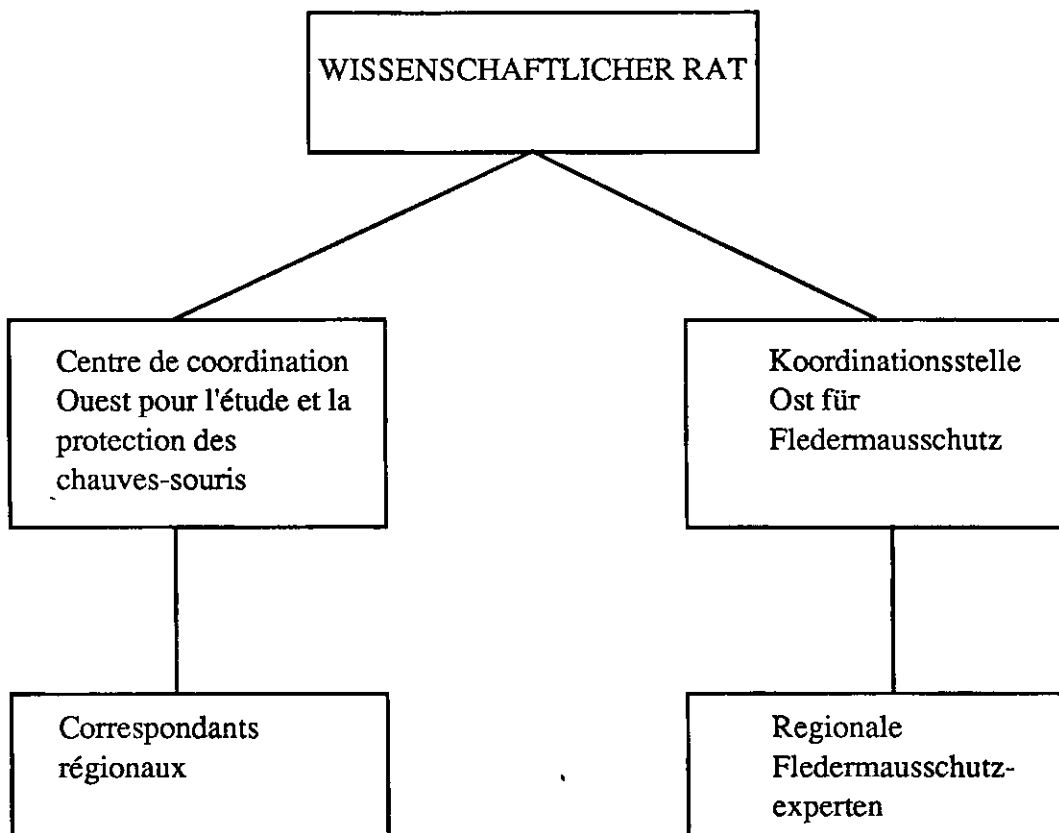 WISSENSCHAFTLICHER RAT
Centre de coordination
Ouest pour l'étude et la
protection des
chauves-souris
Koordinationsstelle
Ost für
Fledermausschutz
Correspondants
régionaux
Regionale
Fledermausschutz-
experten